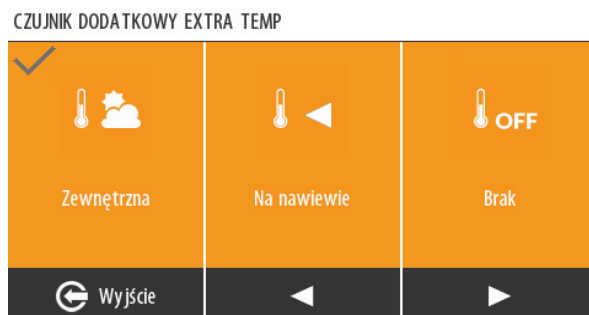 CZUJNIK DODATKOWY EXTRA TEMP
OFF
Zewnętrzna
Na nawiewie
Brak
Wyjście